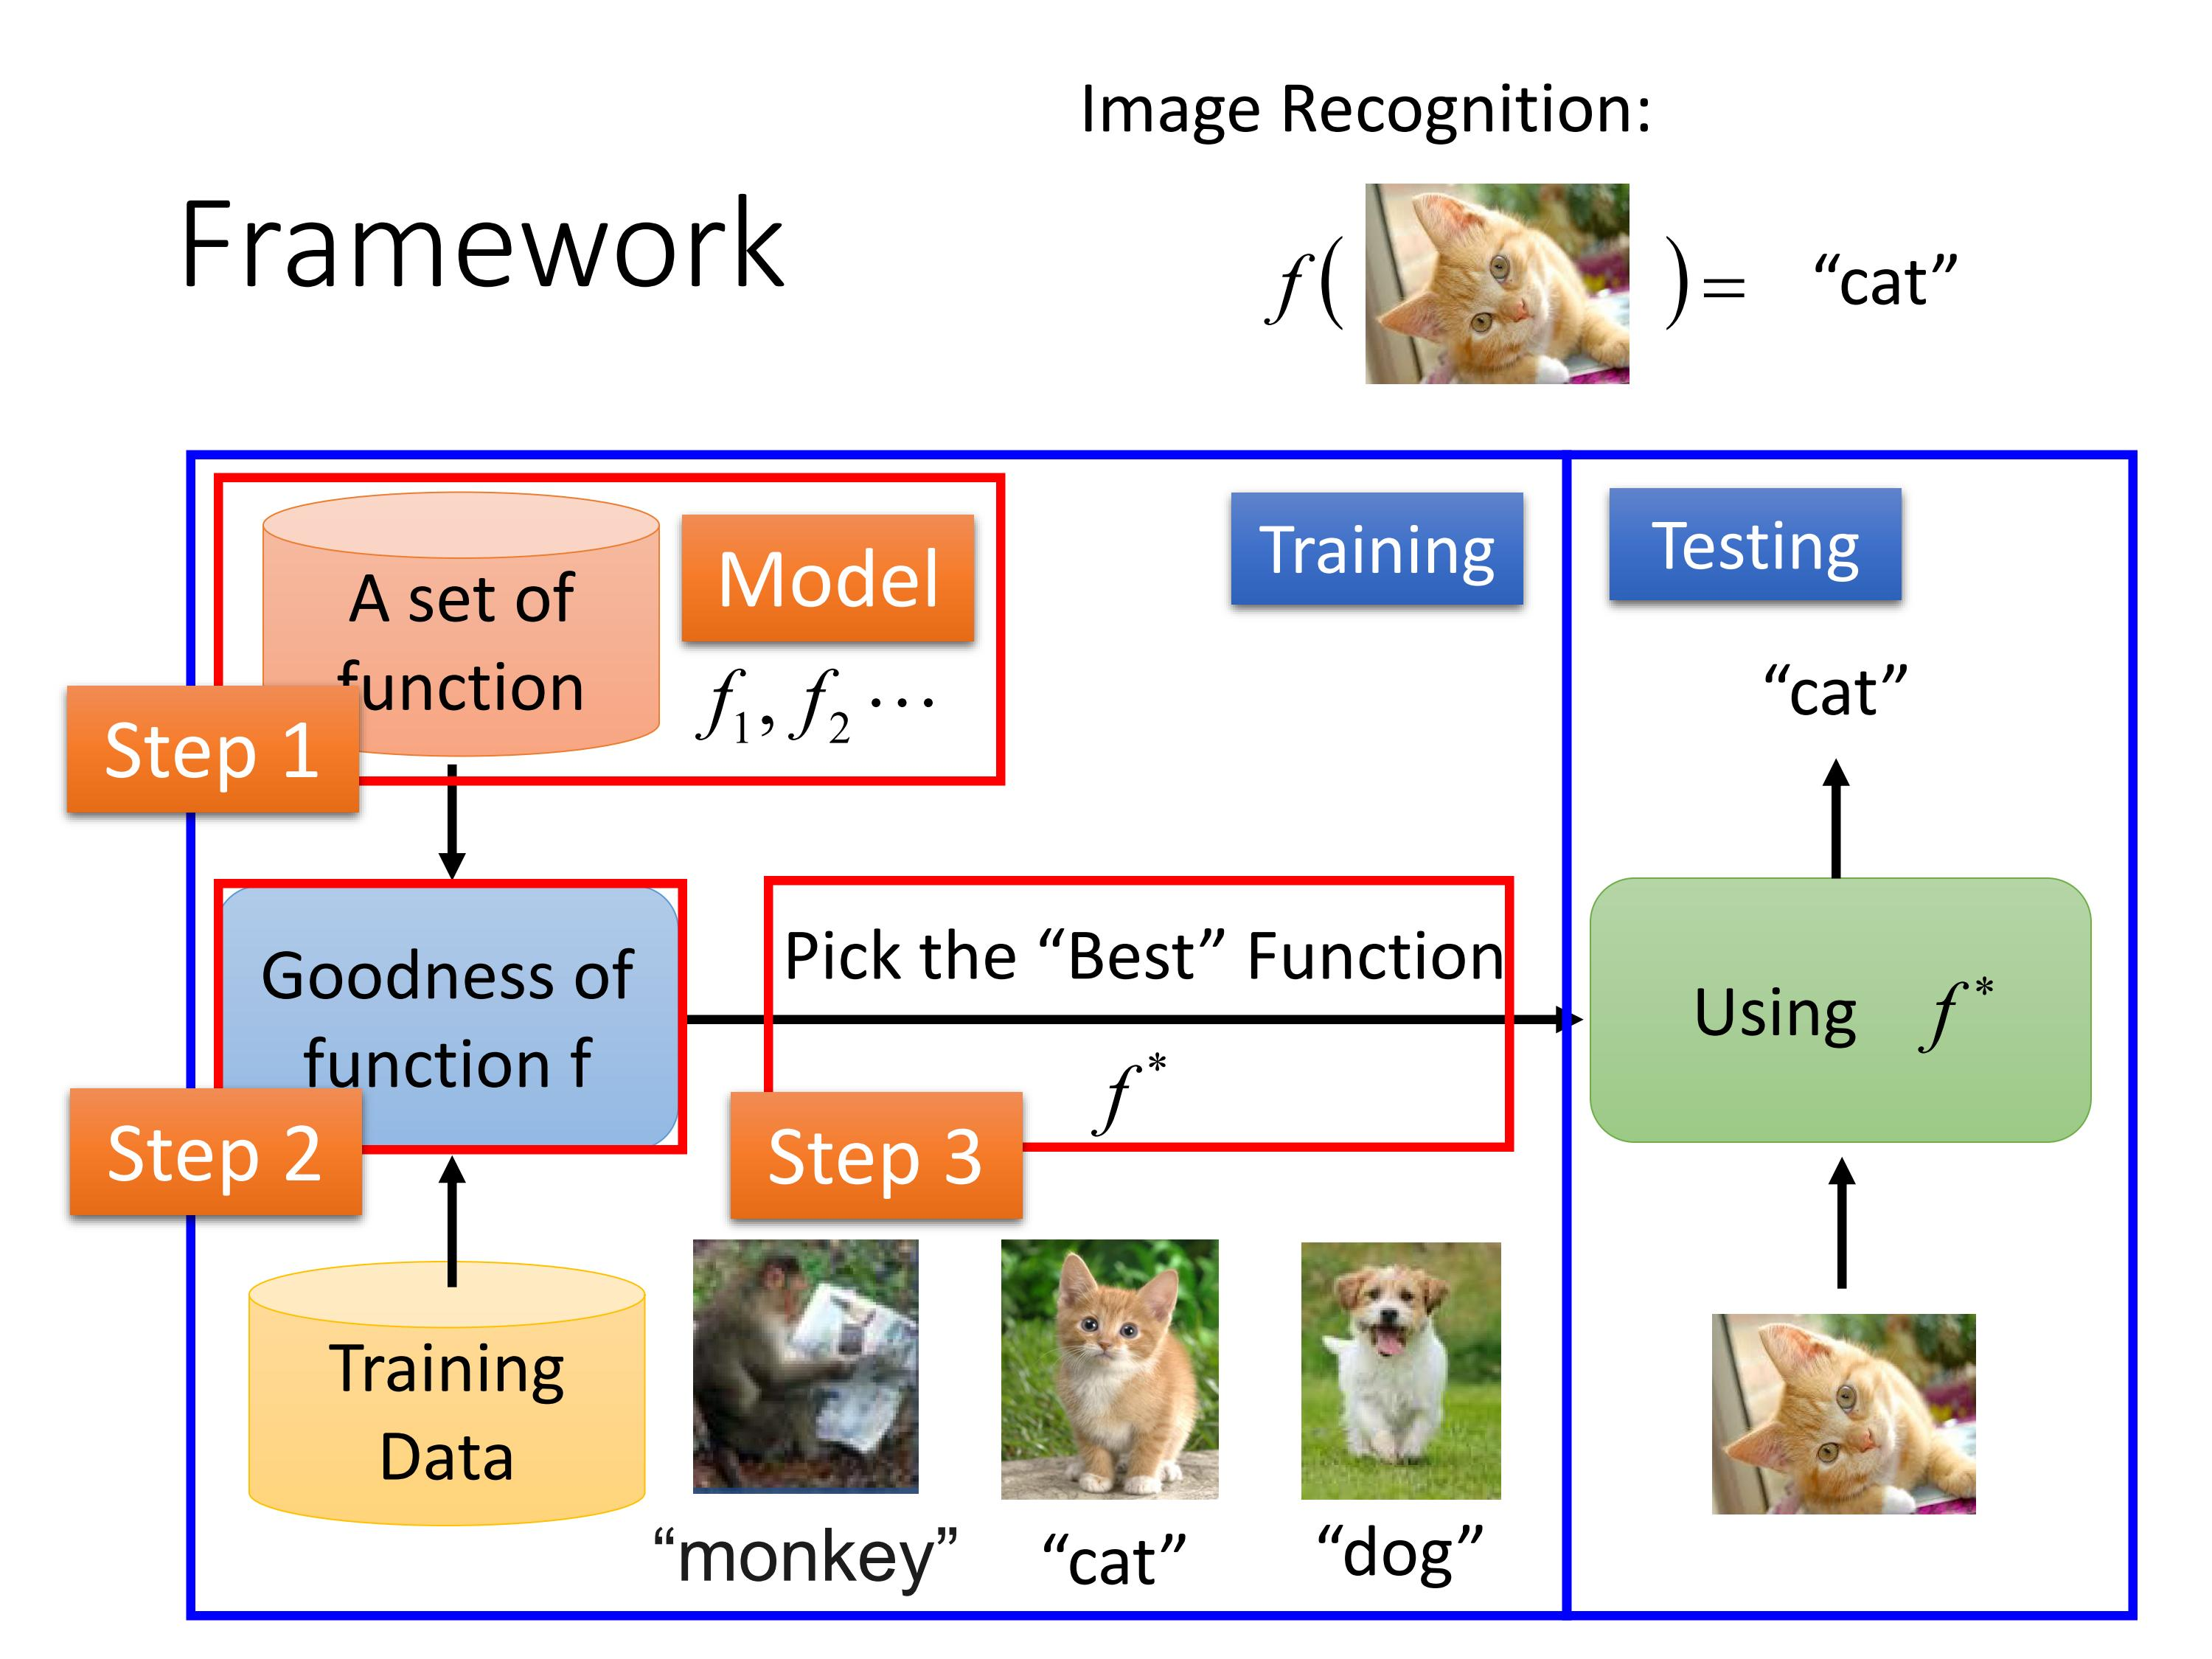 Image Recognition:
Framework
f( ) = “cat”
A set of
function
Model
f1, f2 ⋯
Training
Testing
Step 1
“cat”
Goodness of
function f
Pick the “Best” Function
f*
Using f*
Step 2
Step 3
Training
Data
“monkey”
“cat”
“dog”